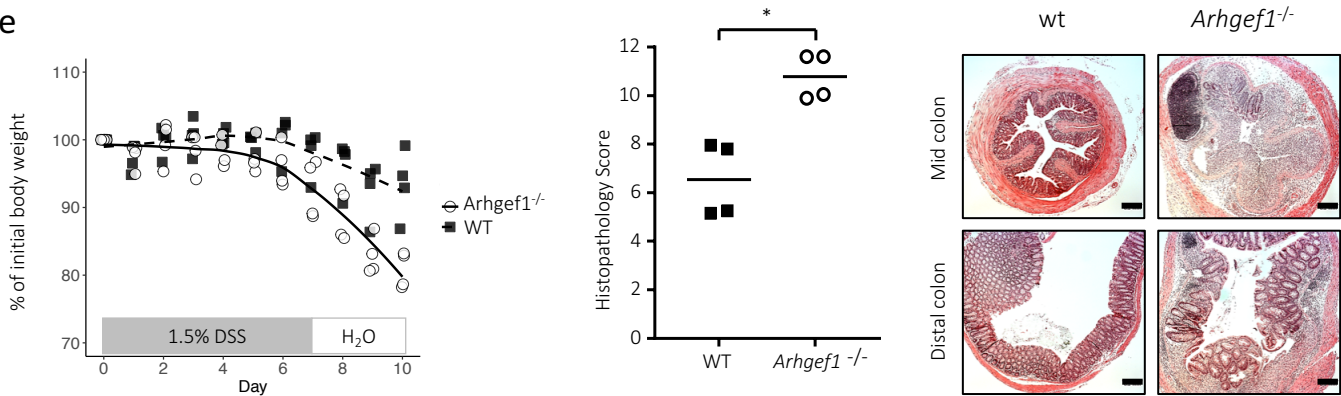 e
% of initial body weight
110
100
90
80
70
1.5% DSS
H₂O
0
2
4
6
8
10
Day
Arhgef1⁻/⁻
WT
Histopathology Score
12
10
8
6
4
2
0
*
WT
Arhgef1 -/-
wt
Arhgef1⁻/⁻
Mid colon
Distal colon